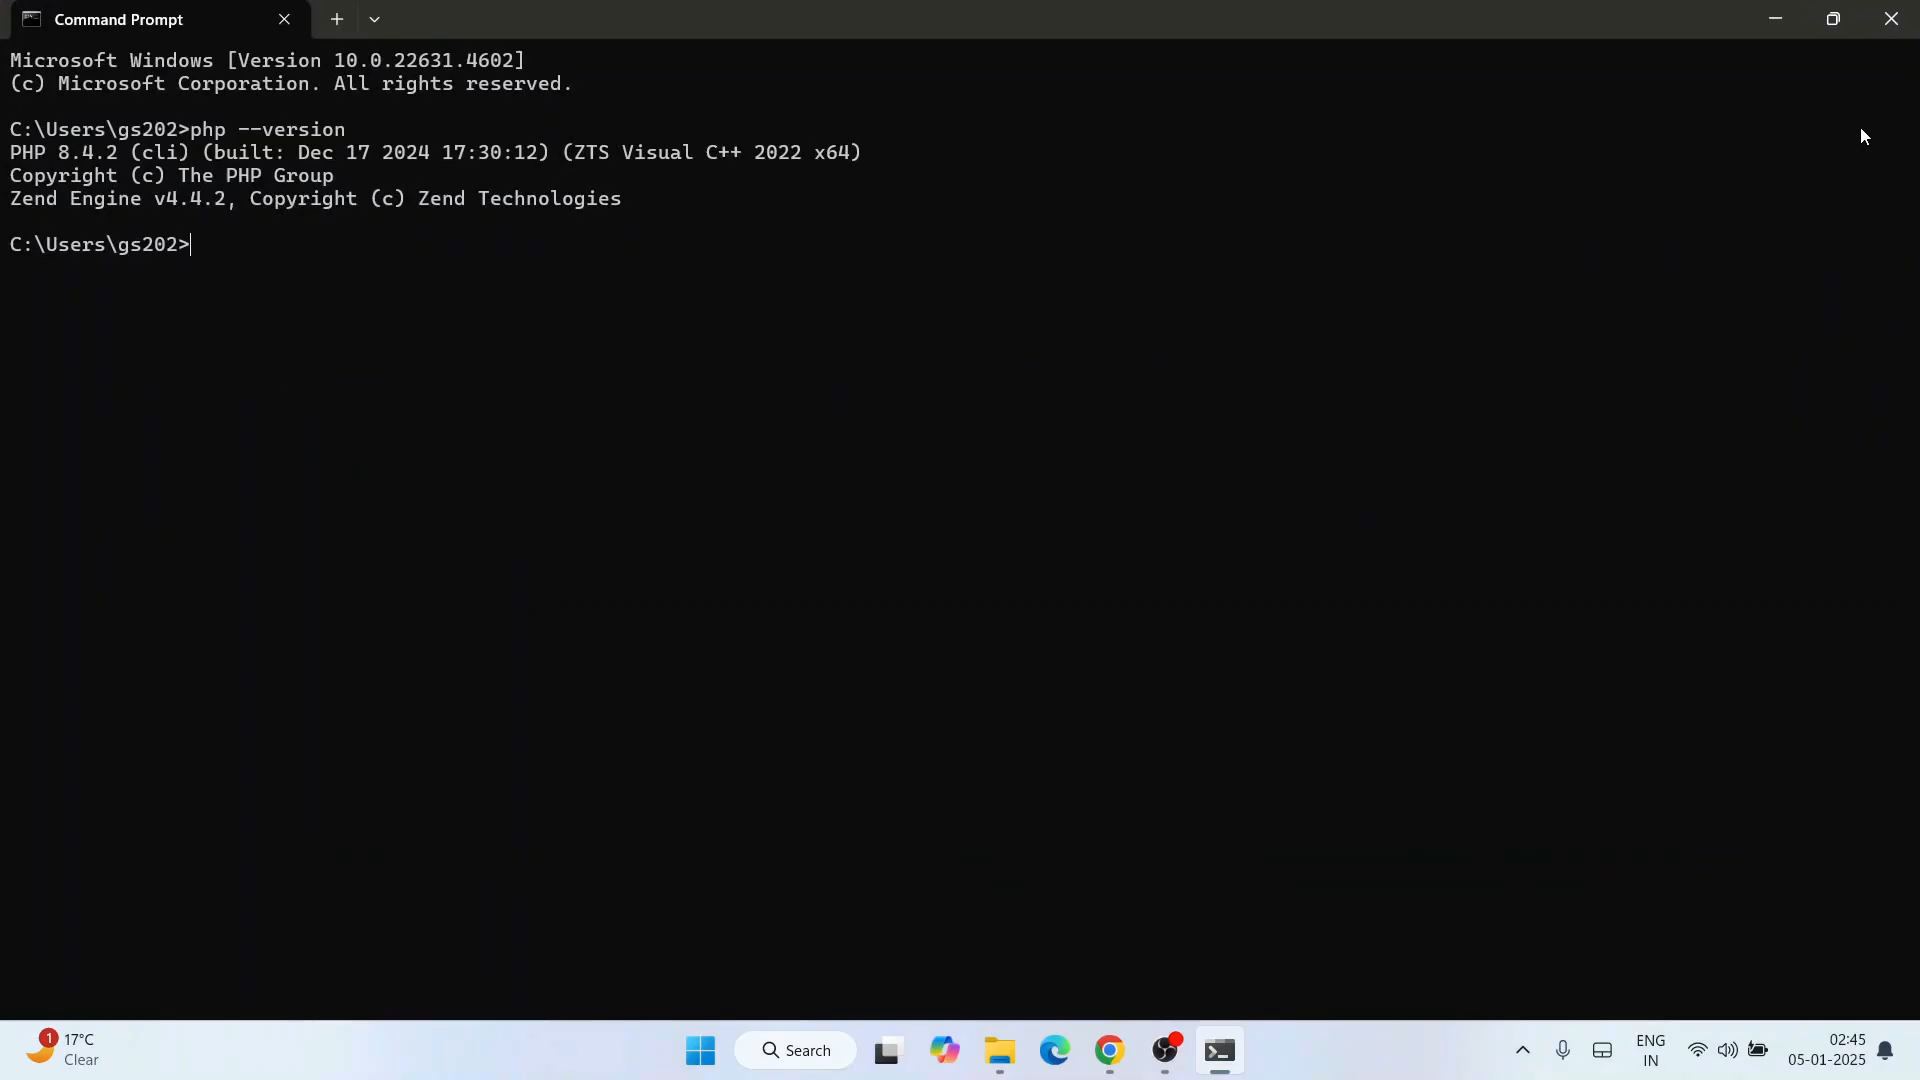 Command Prompt
Microsoft Windows [Version 10.0.22631.4602]
(c) Microsoft Corporation. All rights reserved.
C:\Users\gs202>php --version
PHP 8.4.2 (cli) (built: Dec 17 2024 17:30:12) (ZTS Visual C++ 2022 x64)
Copyright (c) The PHP Group
Zend Engine v4.4.2, Copyright (c) Zend Technologies
C:\Users\gs202>
1
17°C
Clear
Search
ENG
IN
02:45
05-01-2025